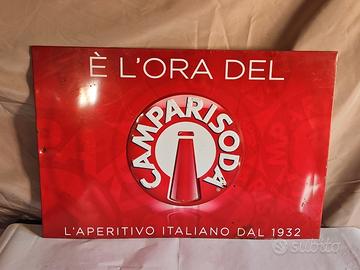 È L'ORA DEL
CAMPARISODA
L'APERITIVO ITALIANO DAL 1932
subito